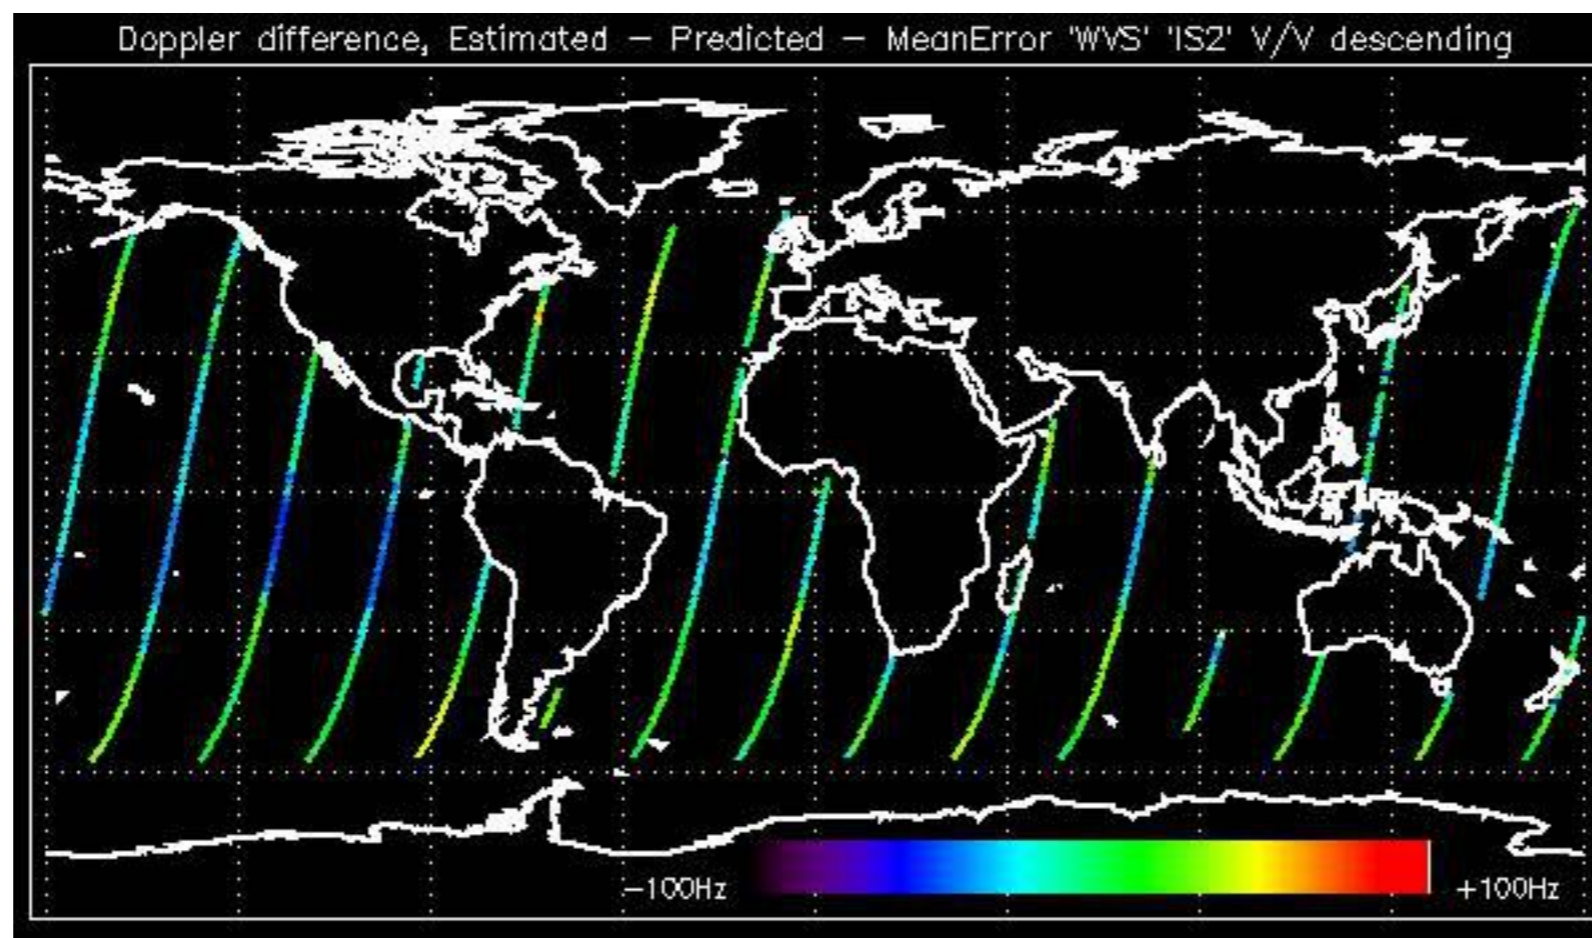 Doppler difference, Estimated - Predicted - MeanError 'WVS' 'IS2' V/V descending
-100Hz
+100Hz